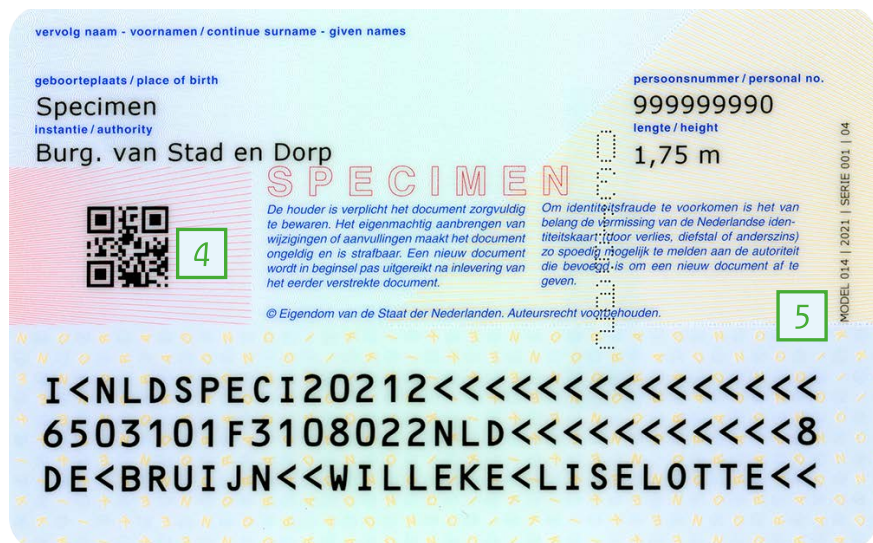 vervolg naam - voornamen / continue surname - given names
geboorteplaats / place of birth
Specimen
instantie / authority
Burg. van Stad en Dorp
persoonsnummer / personal no.
999999990
lengte / height
1,75 m
SPECIMEN
De houder is verplicht het document zorgvuldig
te bewaren. Het eigenmachtig aanbrengen van
wijzigingen of aanvullingen maakt het document
ongeldig en is strafbaar. Een nieuw document
wordt in beginsel pas uitgereikt na inlevering van
het eerder verstrekte document.
Om identiteitsfraude te voorkomen is het van
belang de vermissing van de Nederlandse iden-
titeitskaart (door verlies, diefstal of anderszins)
zo spoedig mogelijk te melden aan de autoriteit
die bevoegd is om een nieuw document af te
geven.
© Eigendom van de Staat der Nederlanden. Auteursrecht voorbehouden.
4
5
MODEL 014 | 2021 | SERIE 001 | 04
I<NLDSPECI20212<<<<<<<<<<<<<<<
6503101F3108022NLD<<<<<<<<<<<8
DE<BRUIJN<<WILLEKE<LISELOTTE<<